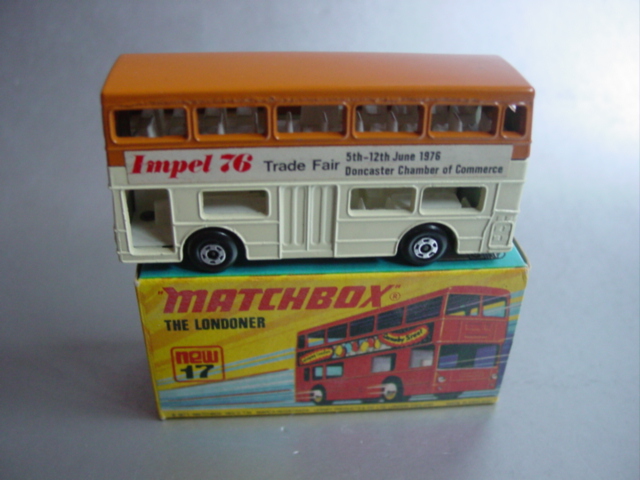 Impel 76 Trade Fair 5th-12th June 1976
Doncaster Chamber of Commerce
"MATCHBOX"®
THE LONDONER
new
17